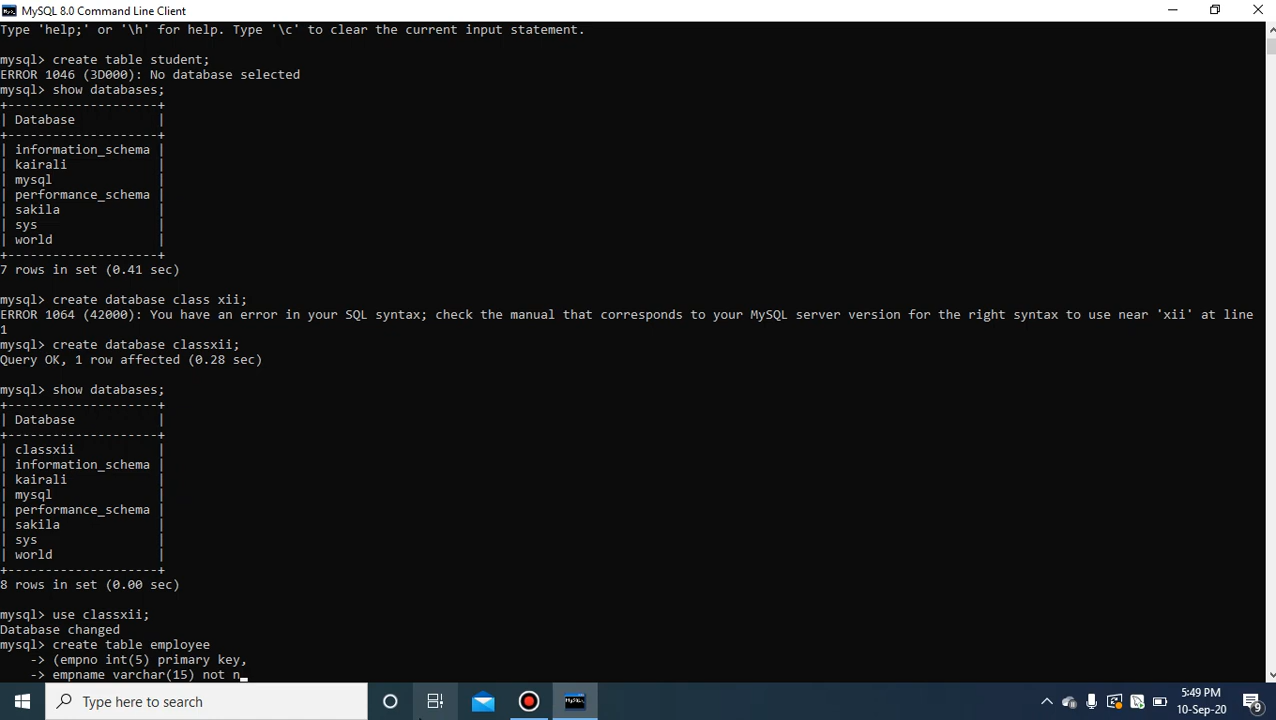 MySQL 8.0 Command Line Client
Type 'help;' or '\h' for help. Type '\c' to clear the current input statement.
mysql> create table student;
ERROR 1046 (3D000): No database selected
mysql> show databases;
+--------------------+
| Database           |
+--------------------+
| information_schema |
| kairali            |
| mysql              |
| performance_schema |
| sakila             |
| sys                |
| world              |
+--------------------+
7 rows in set (0.41 sec)
mysql> create database class xii;
ERROR 1064 (42000): You have an error in your SQL syntax; check the manual that corresponds to your MySQL server version for the right syntax to use near 'xii' at line
1
mysql> create database classxii;
Query OK, 1 row affected (0.28 sec)
mysql> show databases;
+--------------------+
| Database           |
+--------------------+
| classxii           |
| information_schema |
| kairali            |
| mysql              |
| performance_schema |
| sakila             |
| sys                |
| world              |
+--------------------+
8 rows in set (0.00 sec)
mysql> use classxii;
Database changed
mysql> create table employee
    -> (empno int(5) primary key,
    -> empname varchar(15) not n_
Type here to search
5:49 PM
10-Sep-20
9